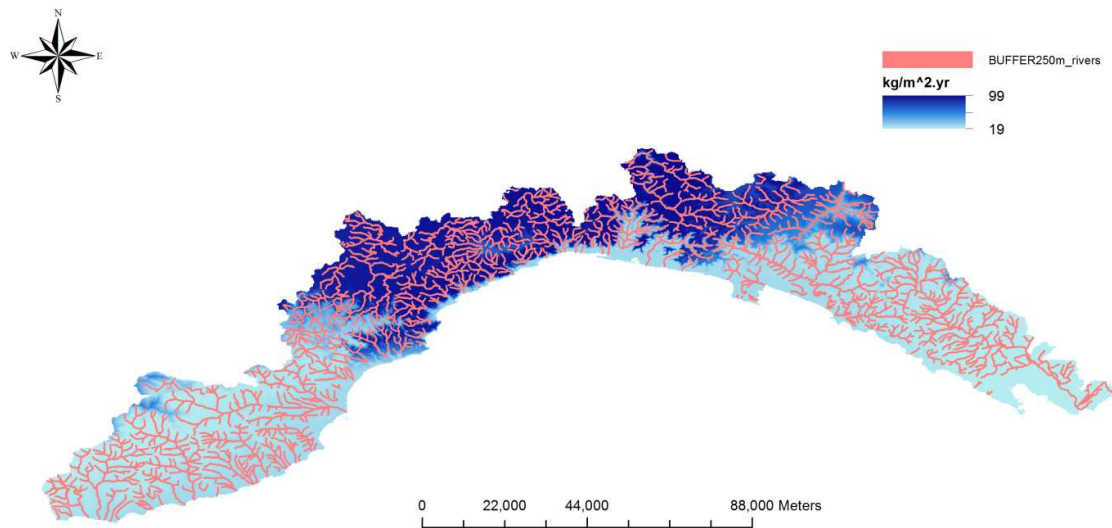 N
W E
S
BUFFER250m_rivers
kg/m^2.yr
99
19
0 22,000 44,000 88,000 Meters